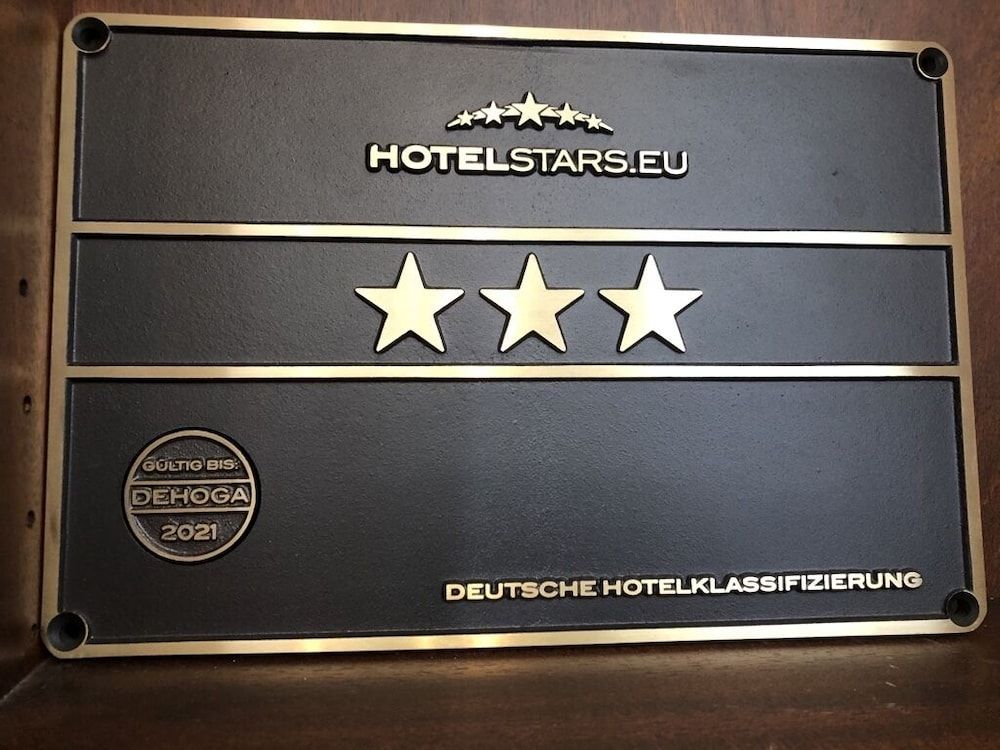 HOTELSTARS.EU
GÜLTIG BIS:
DEHOGA
2021
DEUTSCHE HOTELKLASSIFIZIERUNG